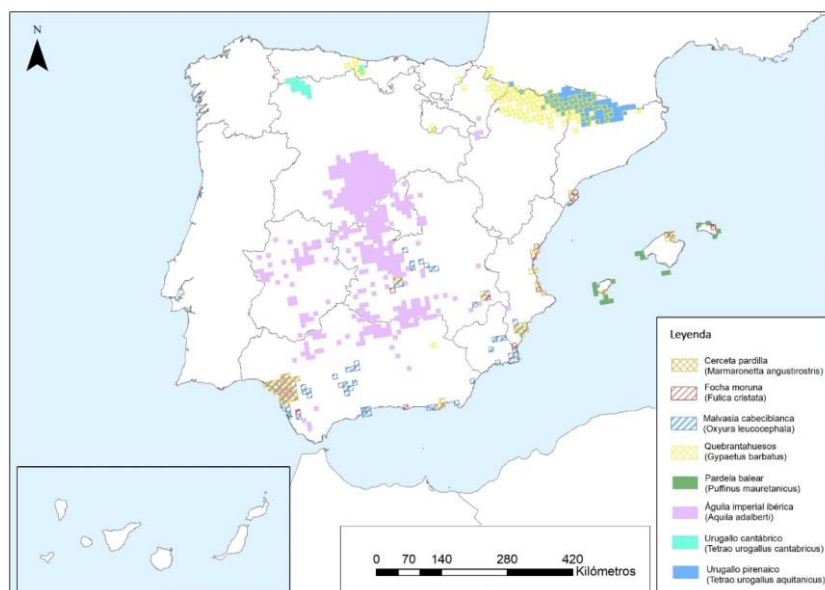 N
Leyenda
Cerceta pardilla
(Marmaronetta angustirostris)
Focha moruna
(Fulica cristata)
Malvasía cabeciblanca
(Oxyura leucocephala)
Quebrantahuesos
(Gypaetus barbatus)
Pardela balear
(Puffinus mauretanicus)
Águila imperial ibérica
(Aquila adalberti)
Urugallo cantábrico
(Tetrao urogallus cantabricus)
Urugallo pirenaico
(Tetrao urogallus aquitanicus)
0 70 140 280 420
Kilómetros